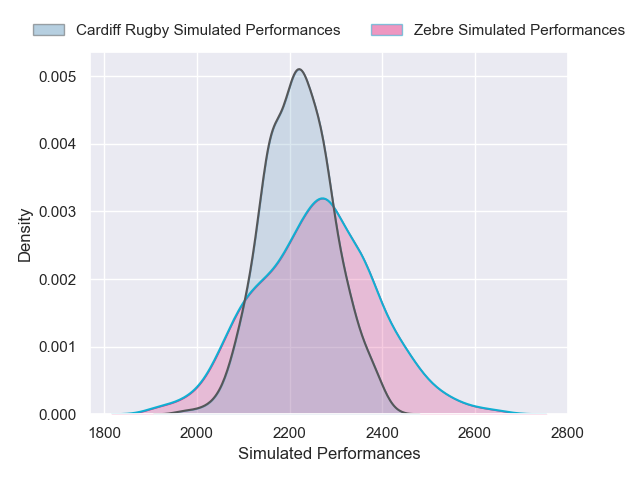 Cardiff Rugby Simulated Performances Zebre Simulated Performances
0.005
0.004
0.003
0.002
0.001
0.000
Density
1800 2000 2200 2400 2600 2800
Simulated Performances